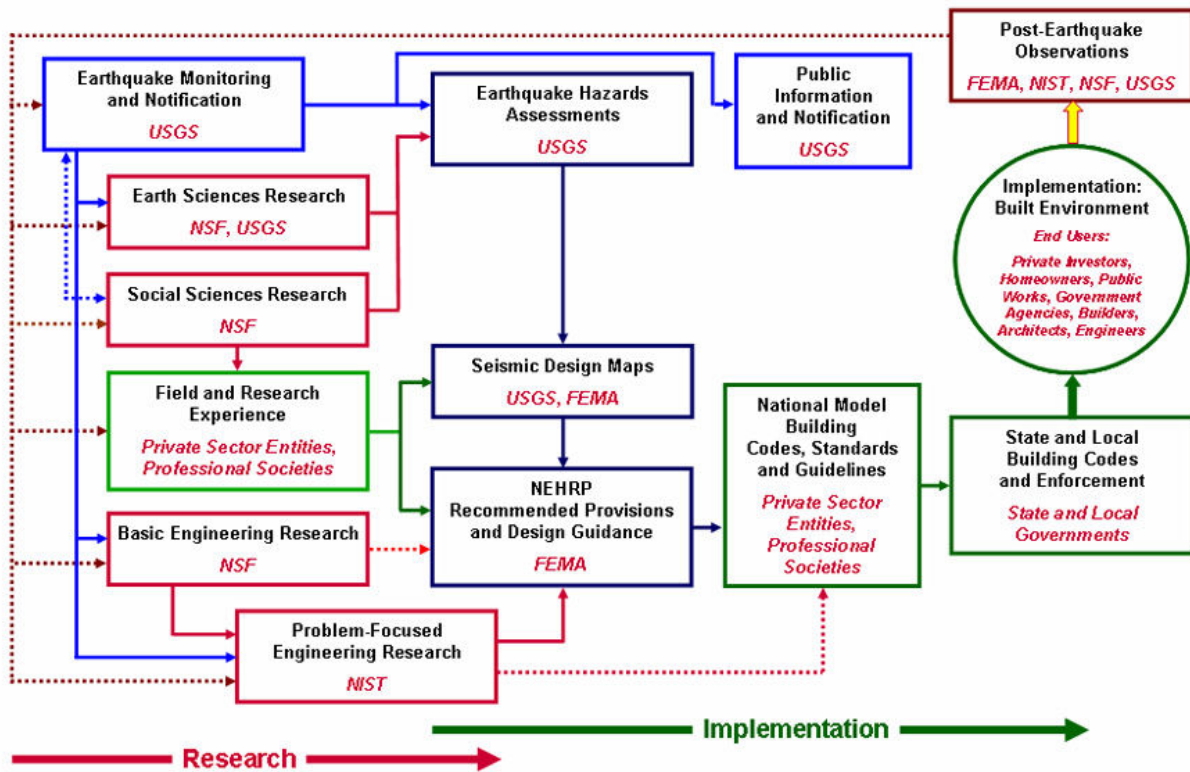 Earthquake Monitoring
and Notification
USGS
Earthquake Hazards
Assessments
USGS
Public
Information
and Notification
USGS
Post-Earthquake
Observations
FEMA, NIST, NSF, USGS
Earth Sciences Research
NSF, USGS
Social Sciences Research
NSF
Field and Research
Experience
Private Sector Entities,
Professional Societies
Basic Engineering Research
NSF
Problem-Focused
Engineering Research
NIST
Seismic Design Maps
USGS, FEMA
NEHRP
Recommended Provisions
and Design Guidance
FEMA
National Model
Building
Codes, Standards
and Guidelines
Private Sector
Entities,
Professional
Societies
State and Local
Building Codes
and Enforcement
State and Local
Governments
Implementation:
Built Environment
End Users:
Private Investors,
Homeowners, Public
Works, Government
Agencies, Builders,
Architects, Engineers
Implementation
Research